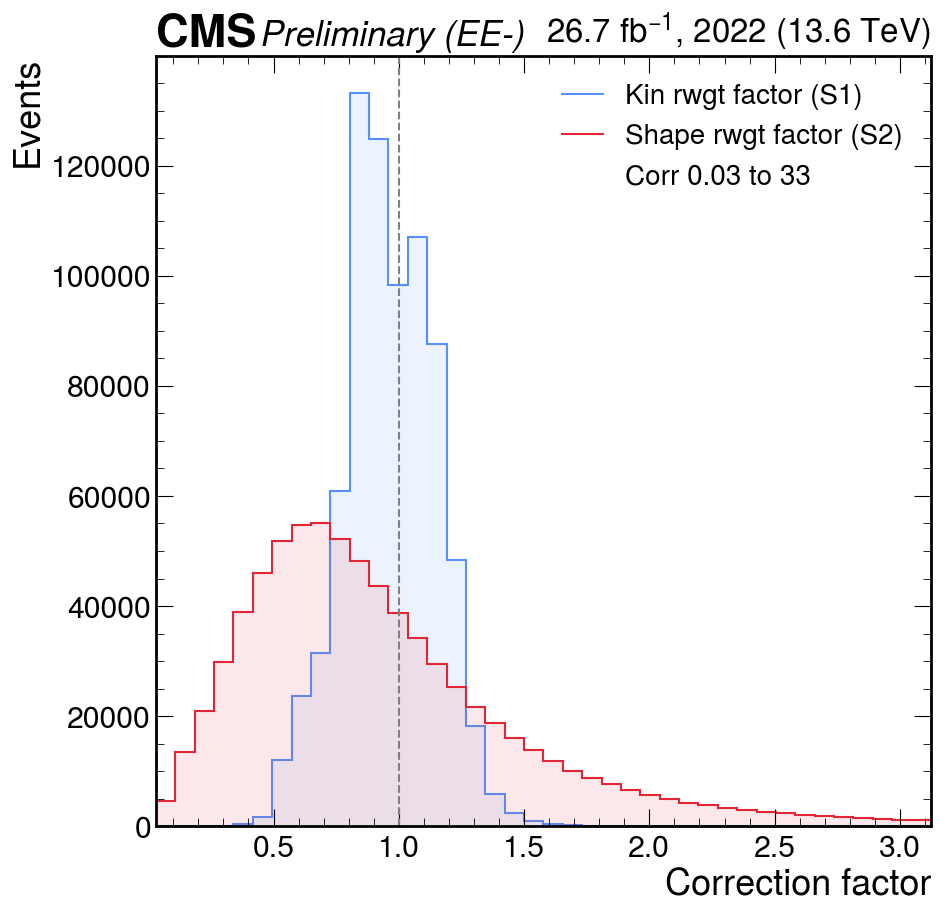 CMS Preliminary (EE-) 26.7 fb⁻¹, 2022 (13.6 TeV)
Events
Kin rwgt factor (S1)
Shape rwgt factor (S2)
Corr 0.03 to 33
120000
100000
80000
60000
40000
20000
0
0.5 1.0 1.5 2.0 2.5 3.0
Correction factor